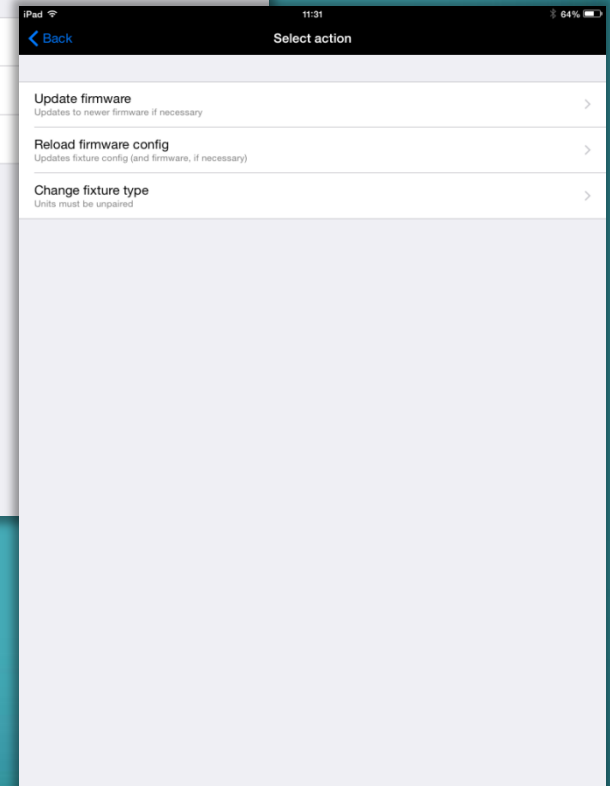 iPad 11:31 64%
Back Select action
Update firmware
Updates to newer firmware if necessary
Reload firmware config
Updates fixture config (and firmware, if necessary)
Change fixture type
Units must be unpaired